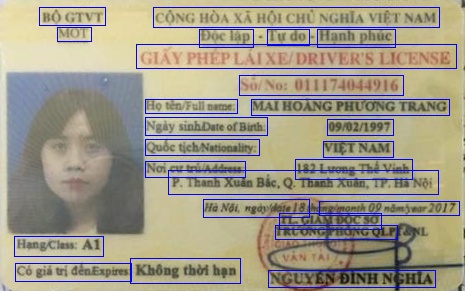 BỘ GTVT
MOT
CỘNG HÒA XÃ HỘI CHỦ NGHĨA VIỆT NAM
Độc lập - Tự do - Hạnh phúc
GIẤY PHÉP LÁI XE/ DRIVER'S LICENSE
Số/No: 011174044916
Họ tên/Full name: MAI HOÀNG PHƯƠNG TRANG
Ngày sinh/Date of Birth: 09/02/1997
Quốc tịch/Nationality: VIỆT NAM
Nơi cư trú/Address: 182 Lương Thế Vinh
P. Thanh Xuân Bắc, Q. Thanh Xuân, TP. Hà Nội
Hà Nội, ngày/date 18 tháng/month 09 năm/year 2017
TL. GIÁM ĐỐC SỞ
TRƯỞNG PHÒNG QLPT&NL
Hạng/Class: A1
VẬN TẢI
Có giá trị đến/Expires: Không thời hạn
NGUYỄN ĐÌNH NGHĨA